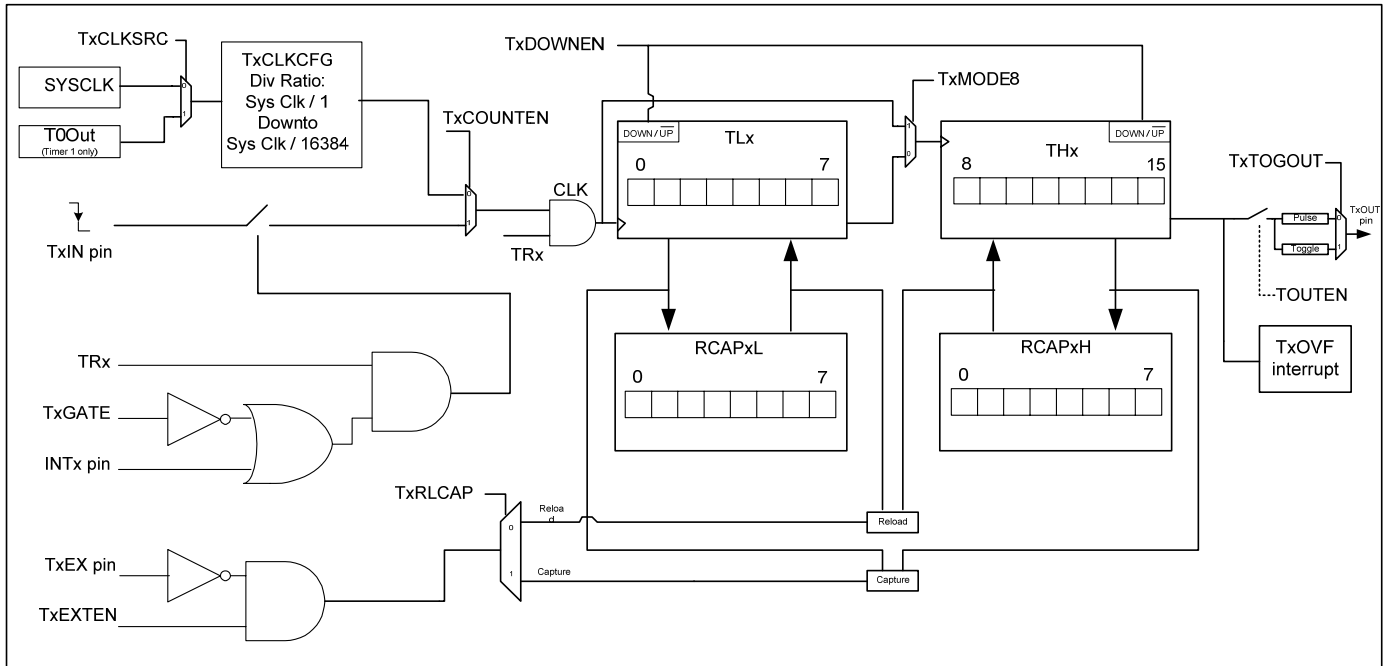 TxCLKSRC
SYSCLK
0
T0Out
(Timer 1 only)
1
TxCLKCFG
Div Ratio:
Sys Clk / 1
Downto
Sys Clk / 16384
TxCOUNTEN
0
1
TxIN pin
CLK
TRx
TxDOWNEN
DOWN / UP
TLx
0 7
TxMODE8
1
0
DOWN / UP
THx
8 15
TxTOGOUT
Pulse
0
Toggle
1
TxOUT
pin
TOUTEN
TxOVF
interrupt
RCAPxL
0 7
RCAPxH
0 7
TRx
TxGATE
INTx pin
TxRLCAP
0
1
Reloa
d
Reload
Capture
Capture
TxEX pin
TxEXTEN